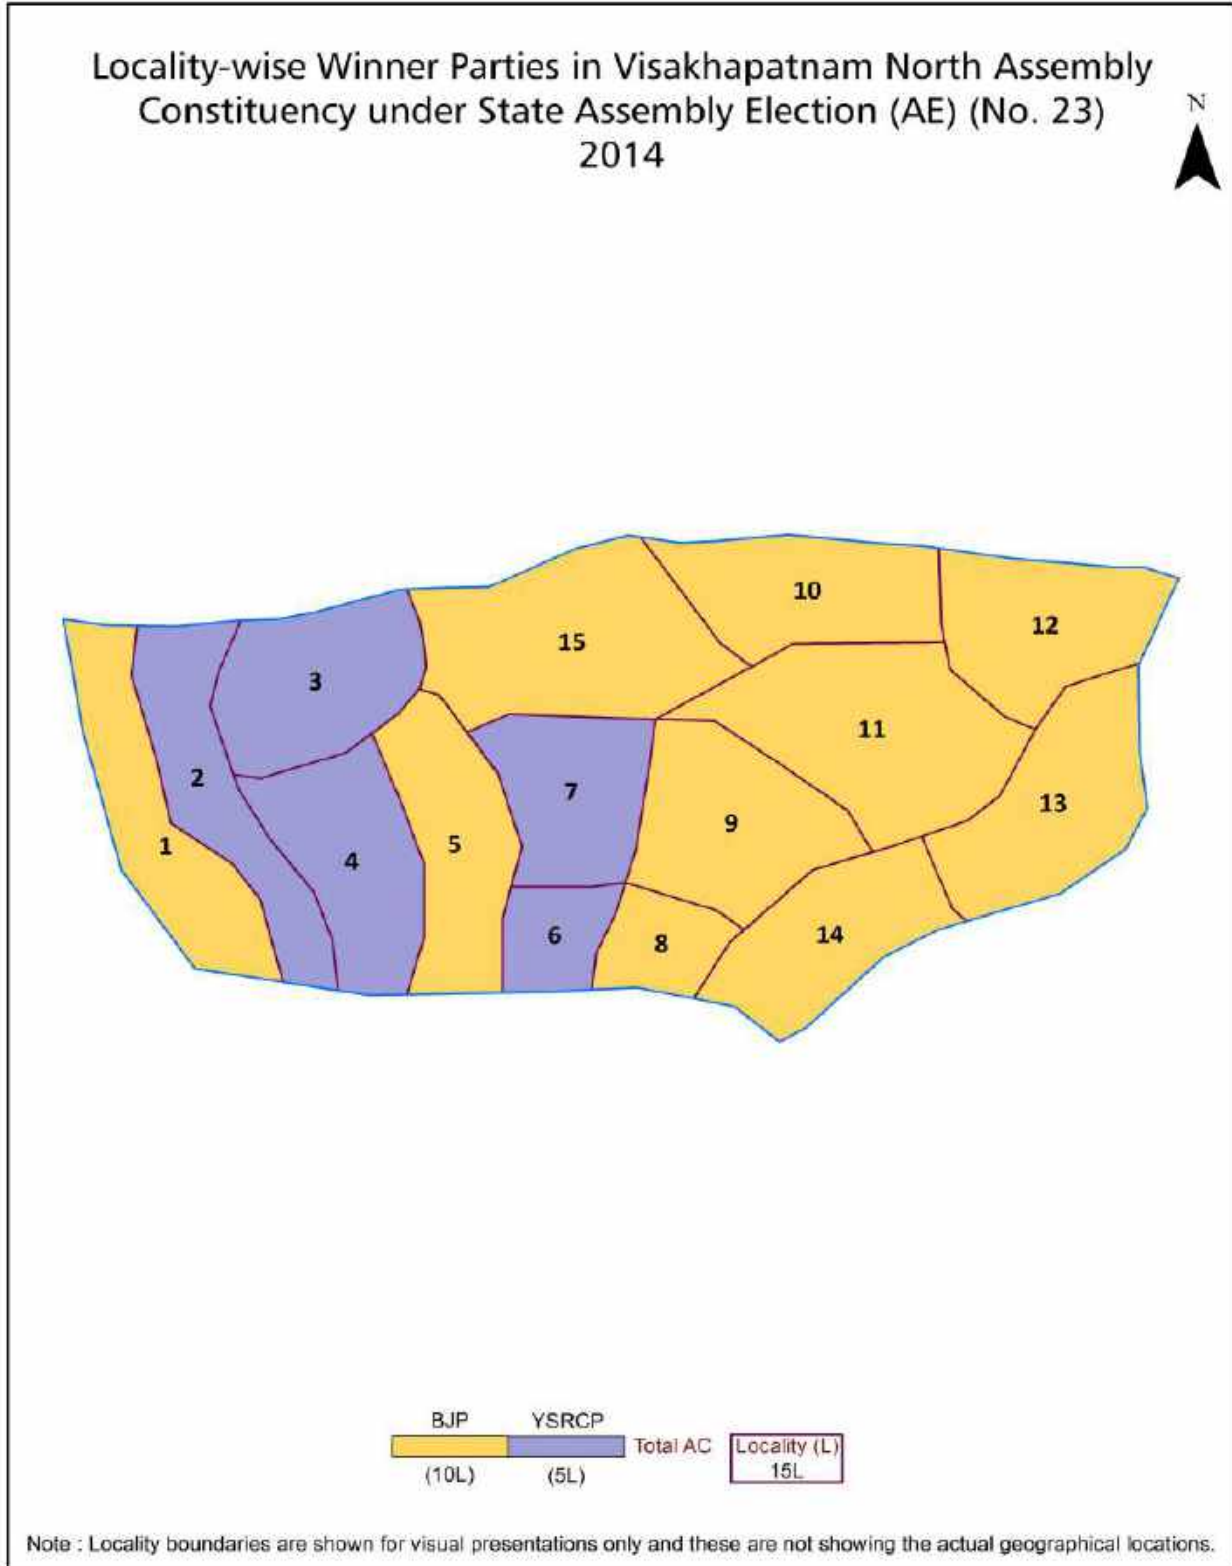 Locality-wise Winner Parties in Visakhapatnam North Assembly
Constituency under State Assembly Election (AE) (No. 23)
2014
N
10
12
15
3
11
2
7
13
9
1
5
4
6
8
14
BJP YSRCP
Total AC Locality (L)
15L
(10L) (5L)
Note : Locality boundaries are shown for visual presentations only and these are not showing the actual geographical locations.